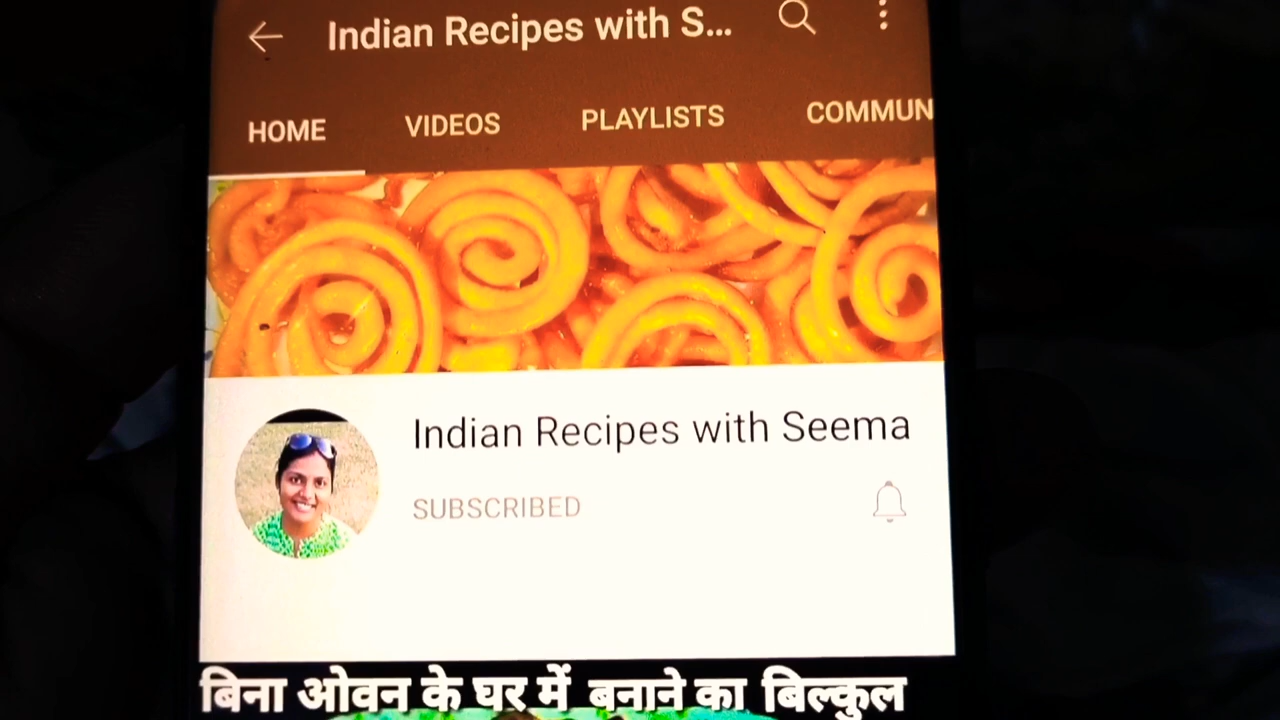 Indian Recipes with S...
HOME VIDEOS PLAYLISTS COMMUN
Indian Recipes with Seema
SUBSCRIBED
बिना ओवन के घर में बनाने का बिल्कुल